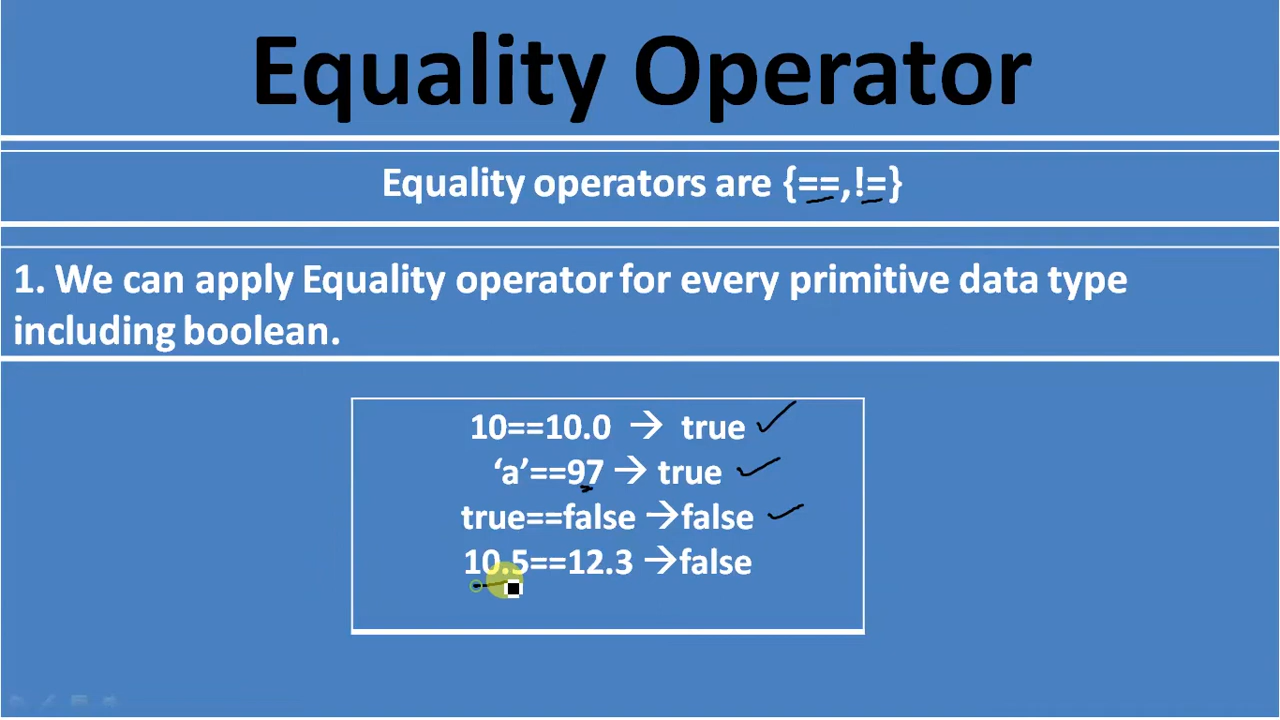 Equality Operator
Equality operators are {==,!=}
1. We can apply Equality operator for every primitive data type
including boolean.
10==10.0 → true
‘a’==97 → true
true==false →false
10.5==12.3 →false